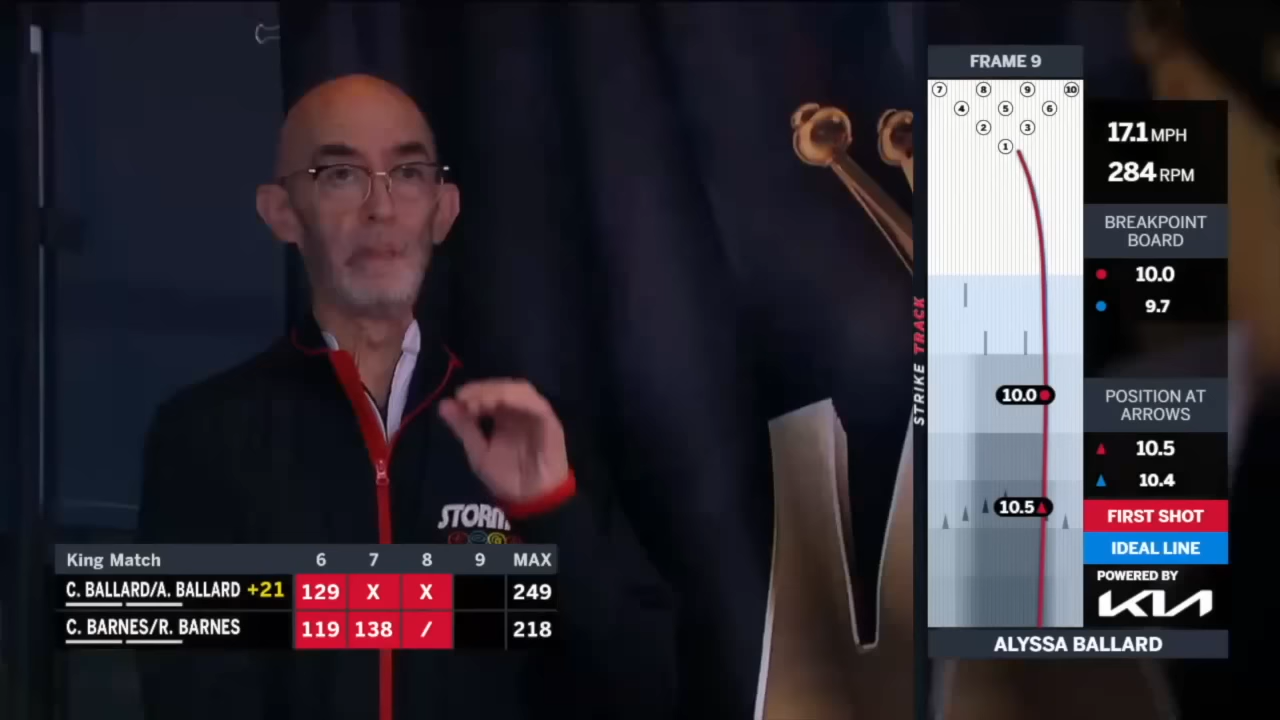 FRAME 9
7 8 9 10
4 5 6
2 3
1
17.1 MPH
284 RPM
BREAKPOINT
BOARD
10.0
9.7
STRIKE TRACK
10.0
POSITION AT
ARROWS
10.5
10.4
10.5
FIRST SHOT
IDEAL LINE
POWERED BY
KIA
ALYSSA BALLARD
STORM
King Match 6 7 8 9 MAX
C. BALLARD/A. BALLARD +21 129 X X 249
C. BARNES/R. BARNES 119 138 / 218